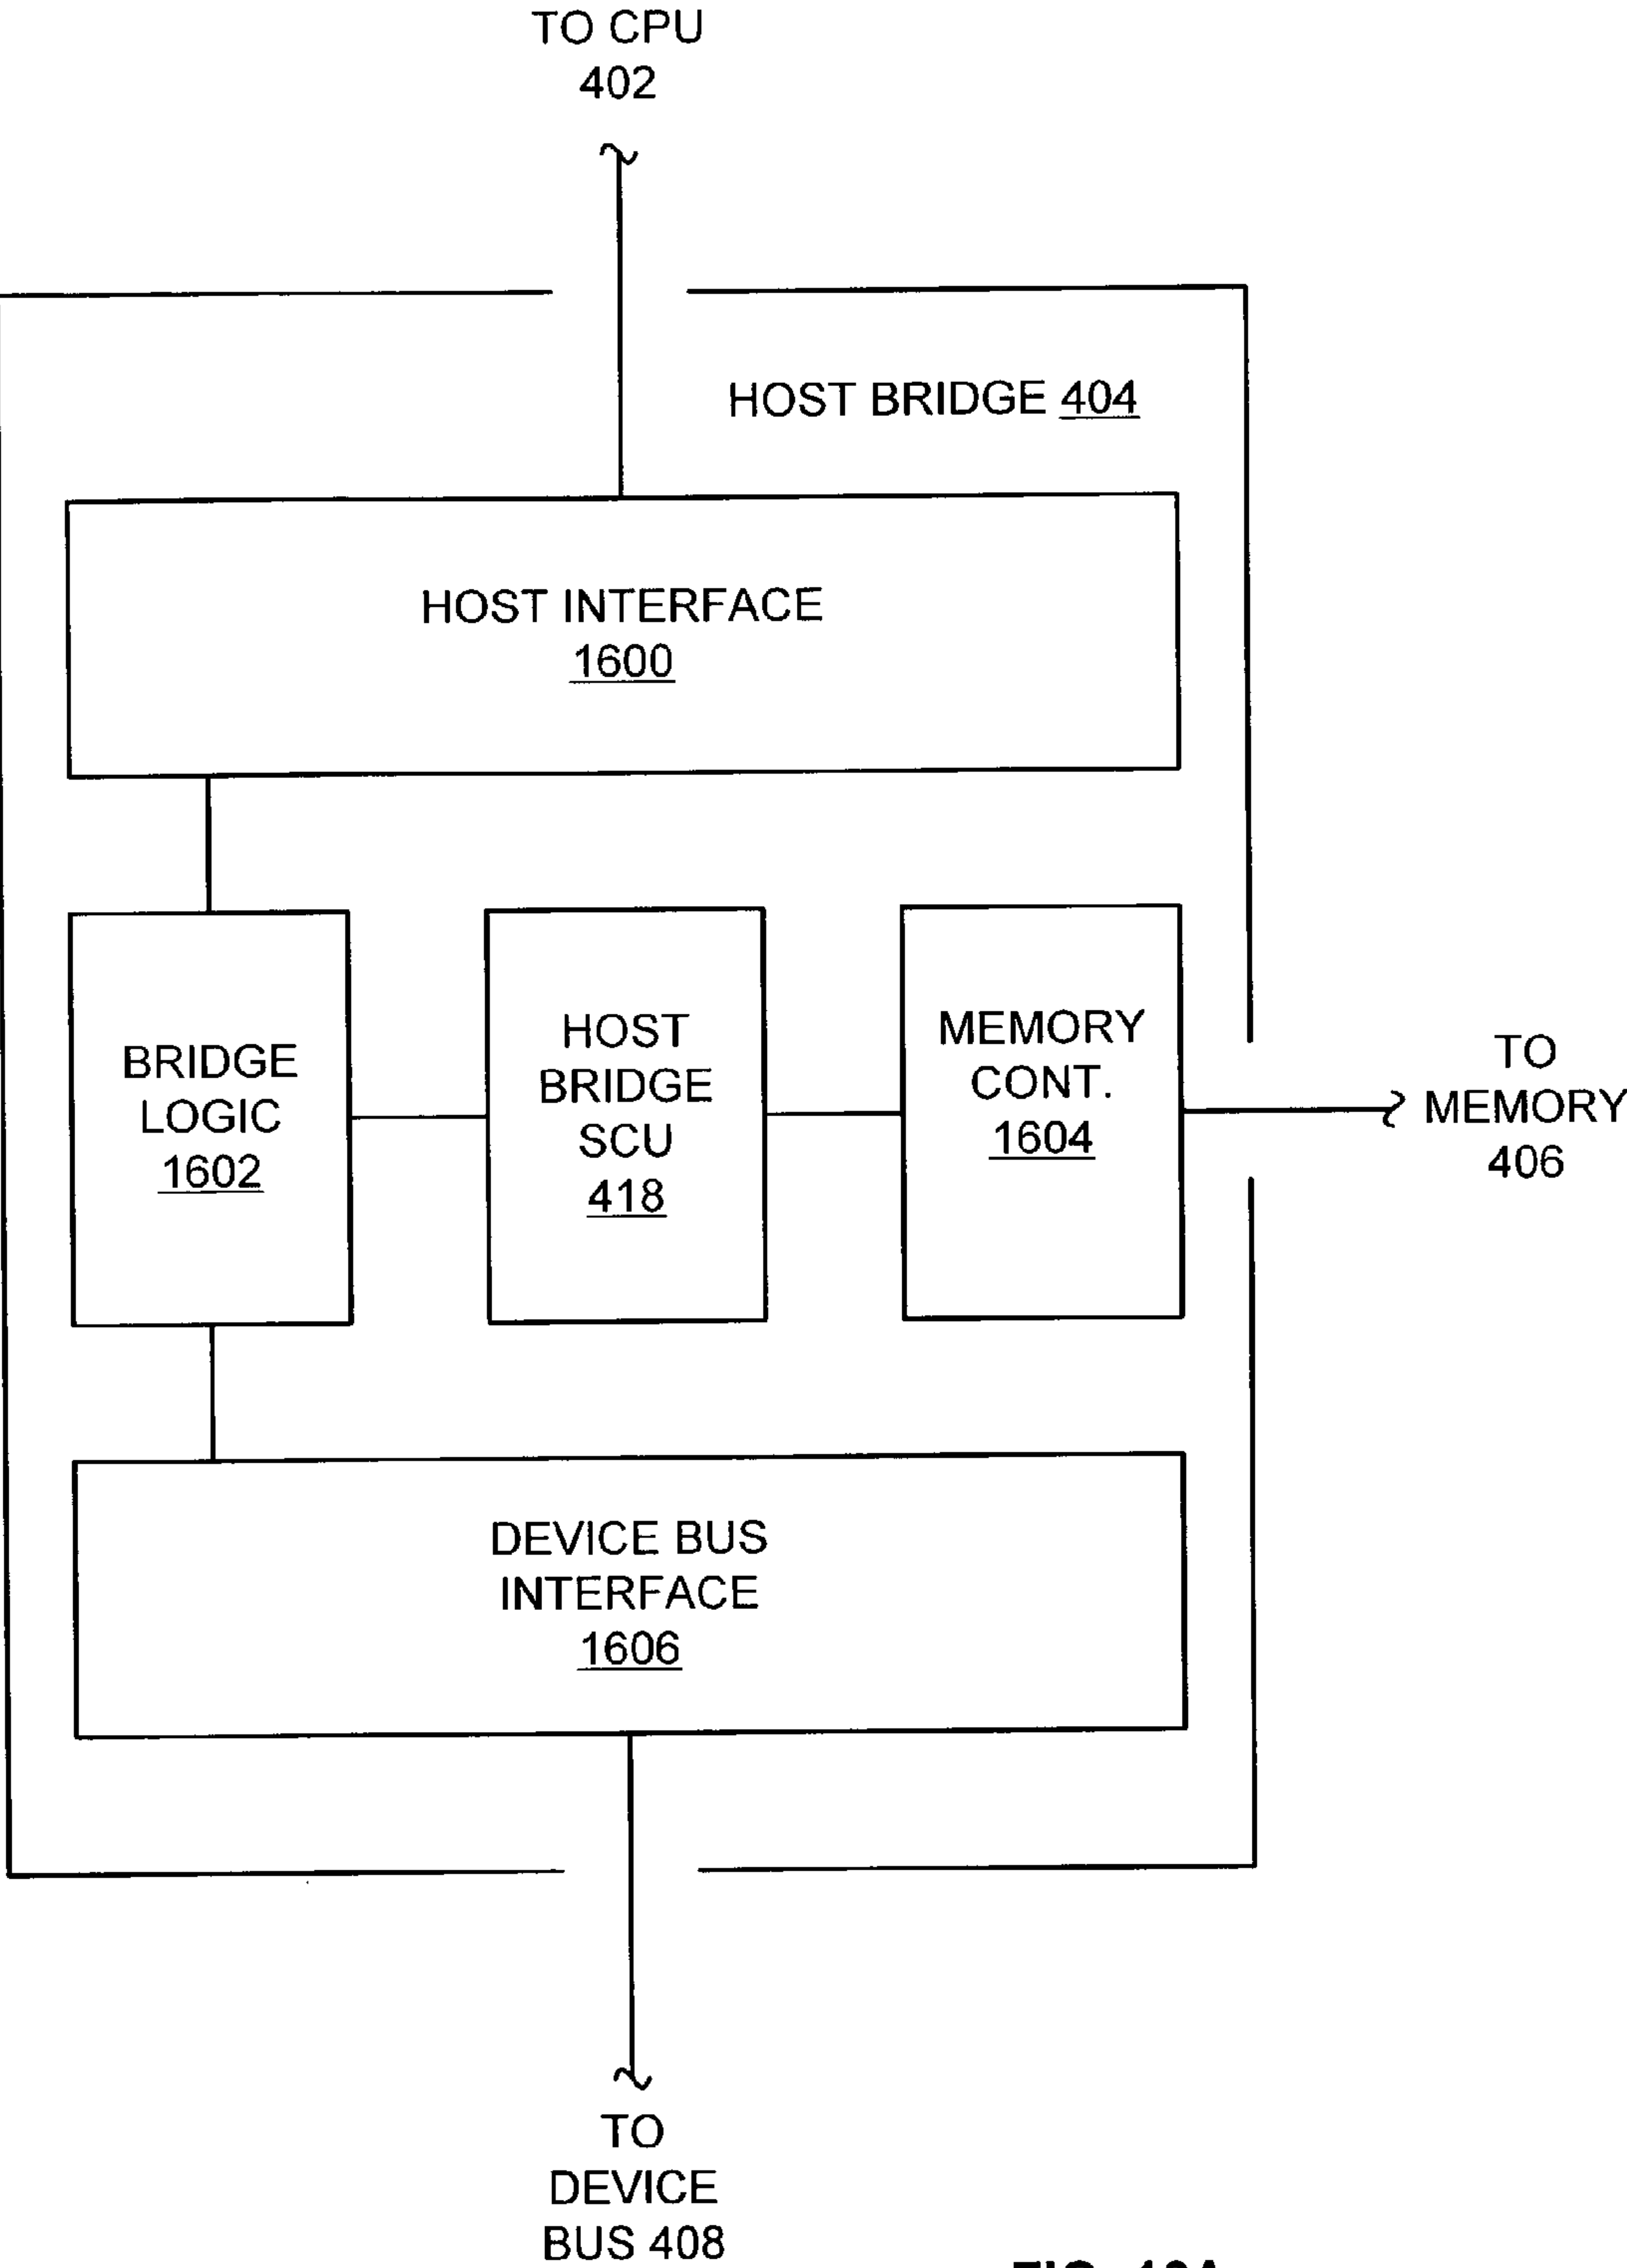 TO CPU
402
HOST BRIDGE 404
HOST INTERFACE
1600
BRIDGE
LOGIC
1602
HOST
BRIDGE
SCU
418
MEMORY
CONT.
1604
TO
MEMORY
406
DEVICE BUS
INTERFACE
1606
TO
DEVICE
BUS 408